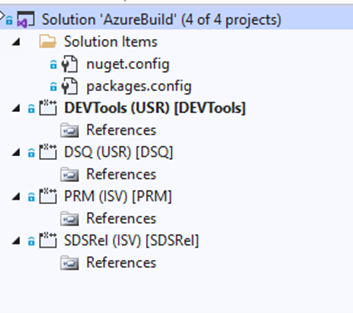 Solution 'AzureBuild' (4 of 4 projects)
Solution Items
nuget.config
packages.config
DEVTools (USR) [DEVTools]
References
DSQ (USR) [DSQ]
References
PRM (ISV) [PRM]
References
SDSRel (ISV) [SDSRel]
References